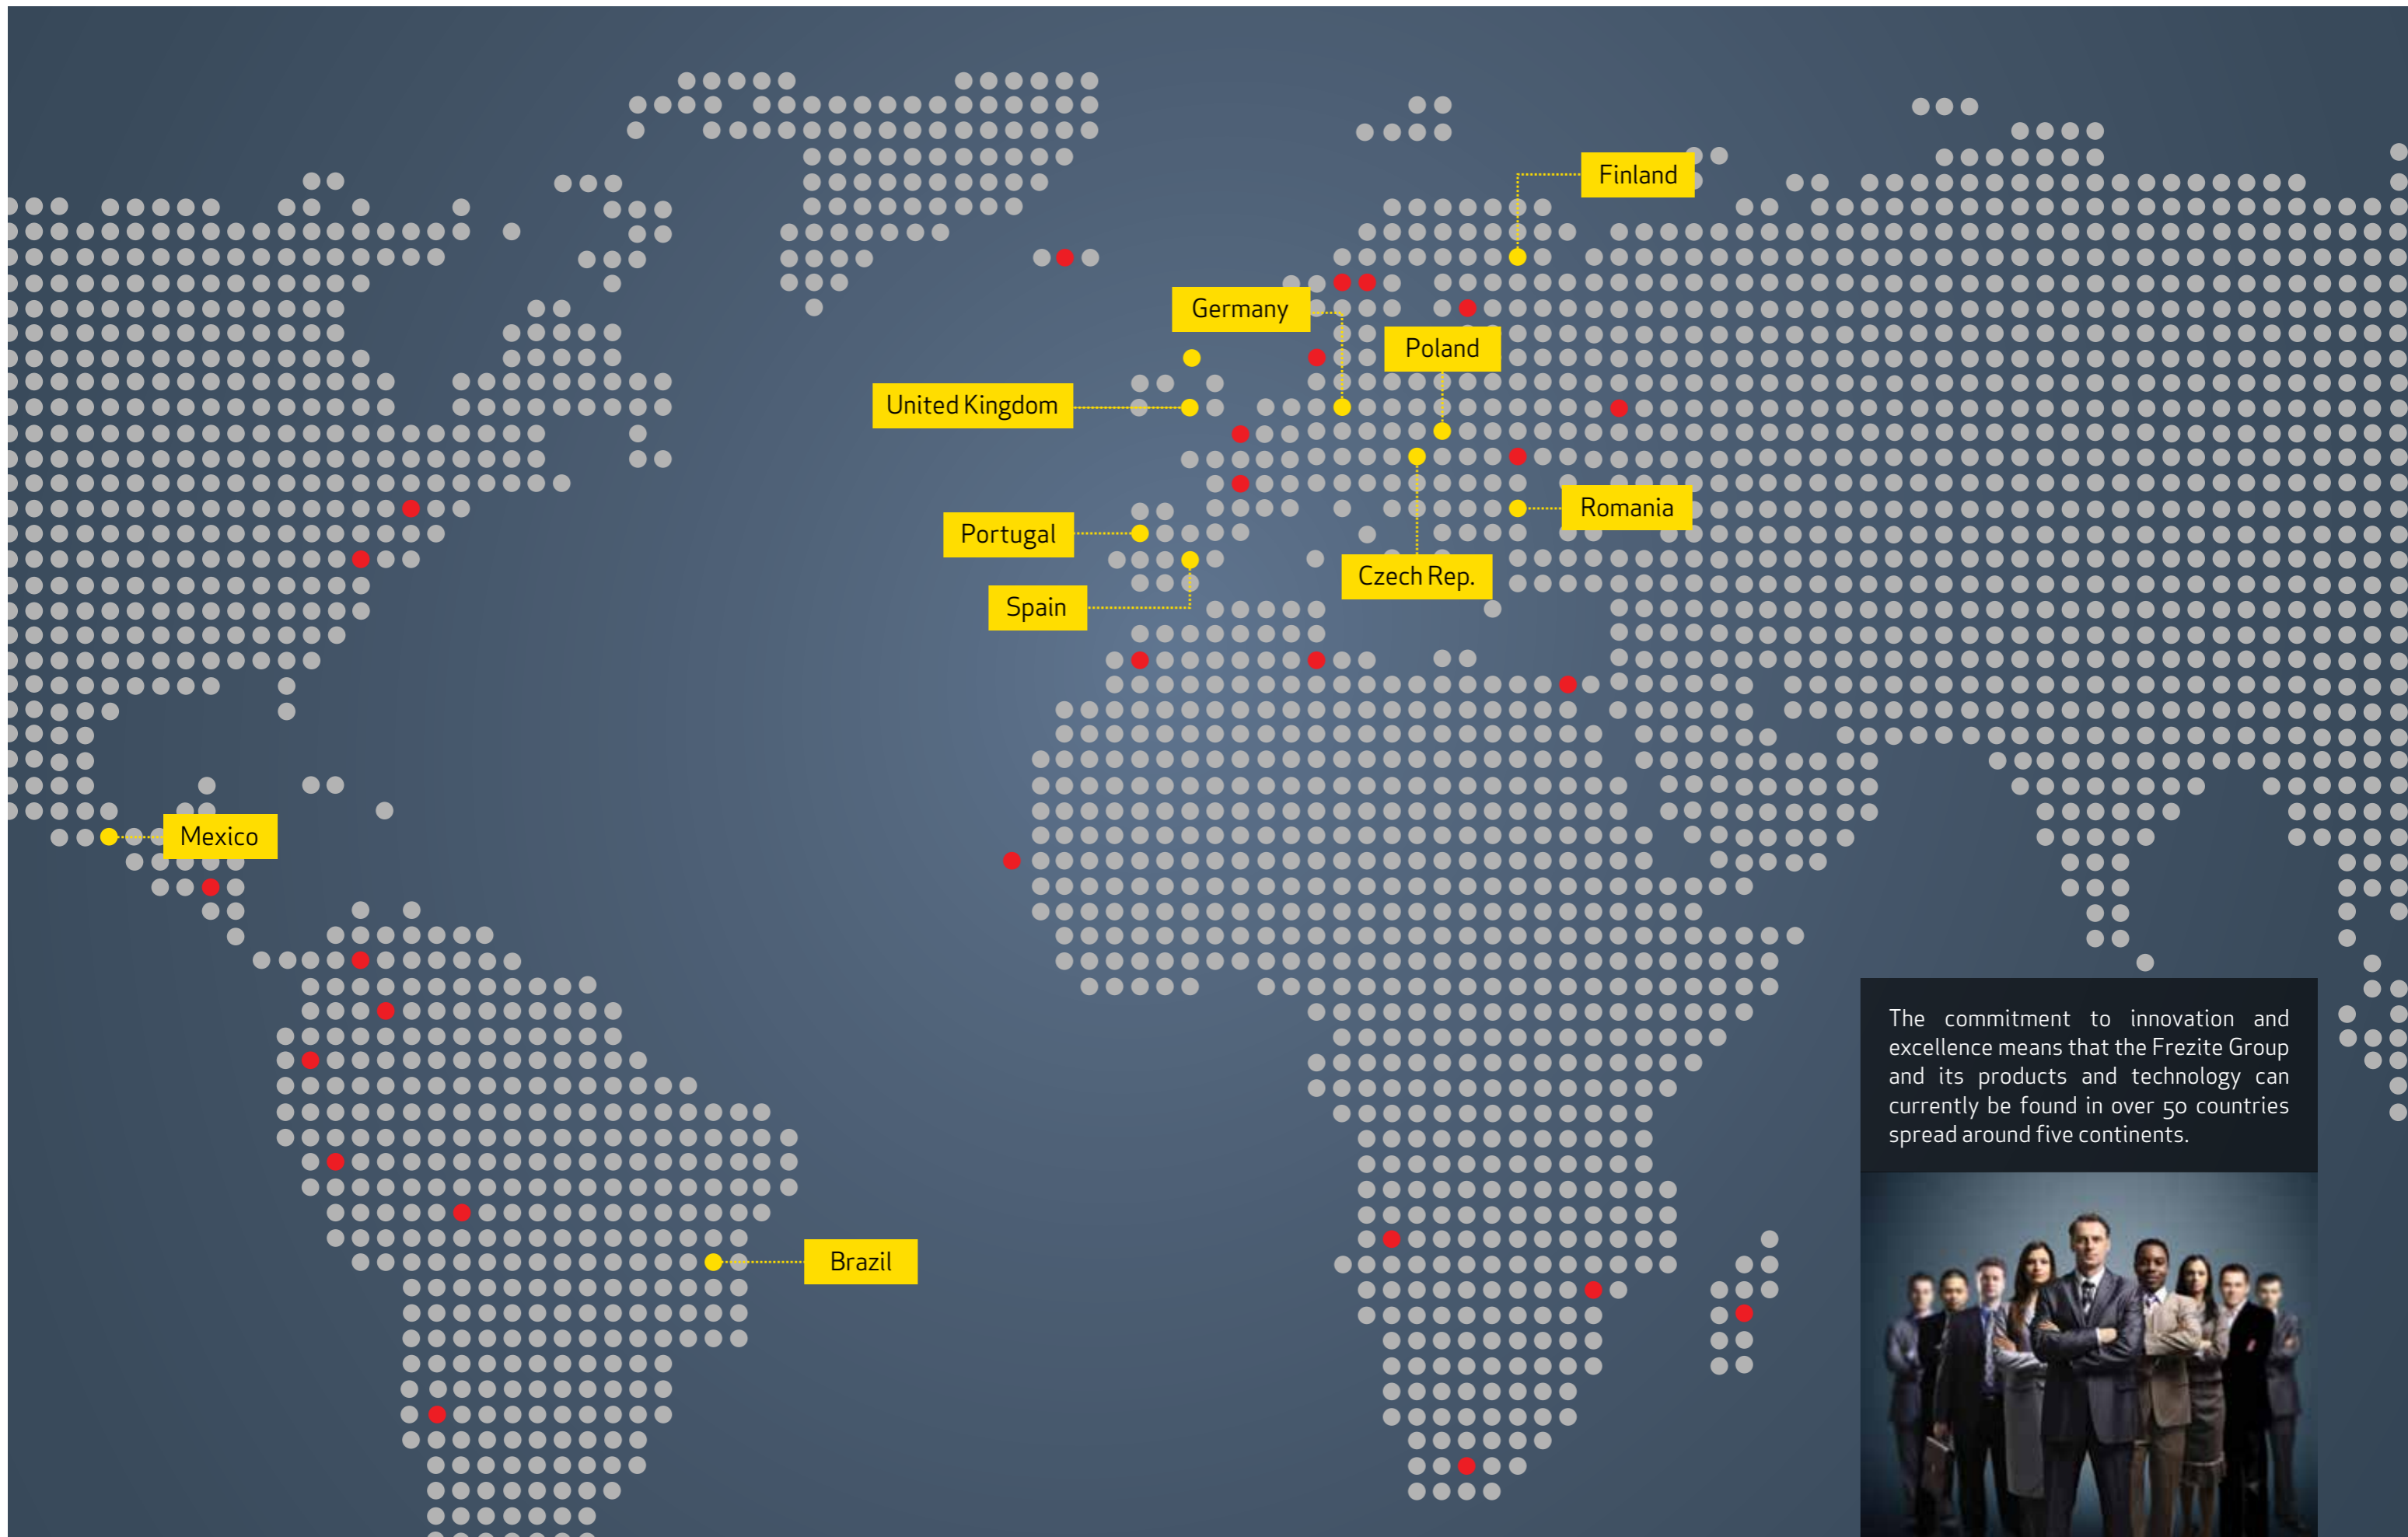 Finland
Germany
Poland
United Kingdom
Romania
Portugal
Czech Rep.
Spain
Mexico
The commitment to innovation and
excellence means that the Frezite Group
and its products and technology can
currently be found in over 50 countries
spread around five continents.
Brazil